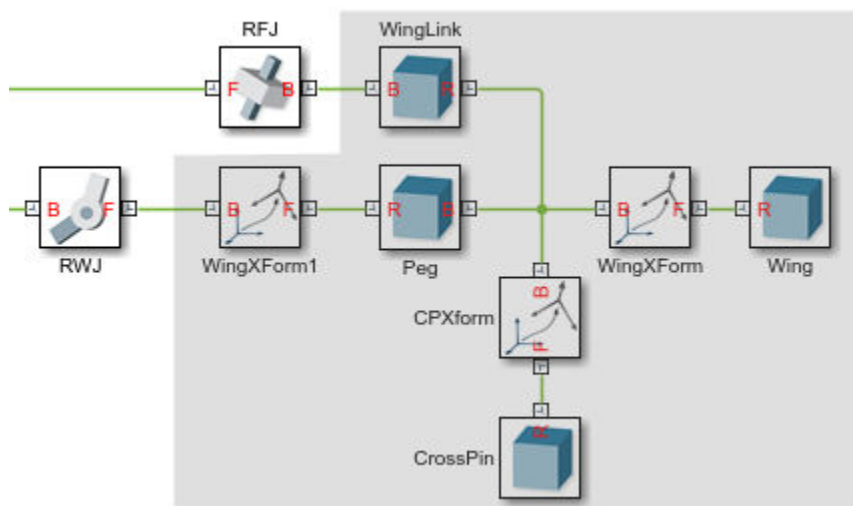 RFJ
WingLink
F B
B R
B F
B F
R B
B F
R
RWJ
WingXForm1
Peg
WingXForm
Wing
CPXform
B
F
CrossPin
R